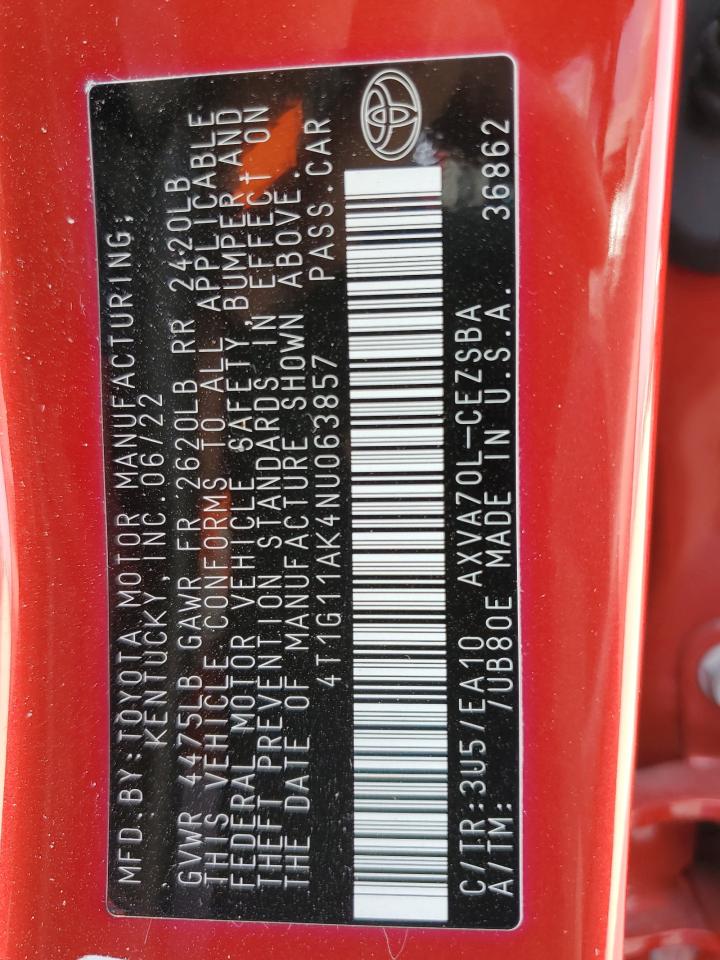 MFD.BY:TOYOTA MOTOR MANUFACTURING,
KENTUCKY,INC.06/22
GVWR 4475LB GAWR FR 2620LB RR 2420LB
THIS VEHICLE CONFORMS TO ALL APPLICABLE
FEDERAL MOTOR VEHICLE SAFETY,BUMPER AND
THEFT PREVENTION STANDARDS IN EFFECT ON
THE DATE OF MANUFACTURE SHOWN ABOVE.
4T1G11AK4NU063857 PASS.CAR
C/TR:3U5/EA10 AXVA70L-CEZSBA
A/TM: /UB80E MADE IN U.S.A. 36862